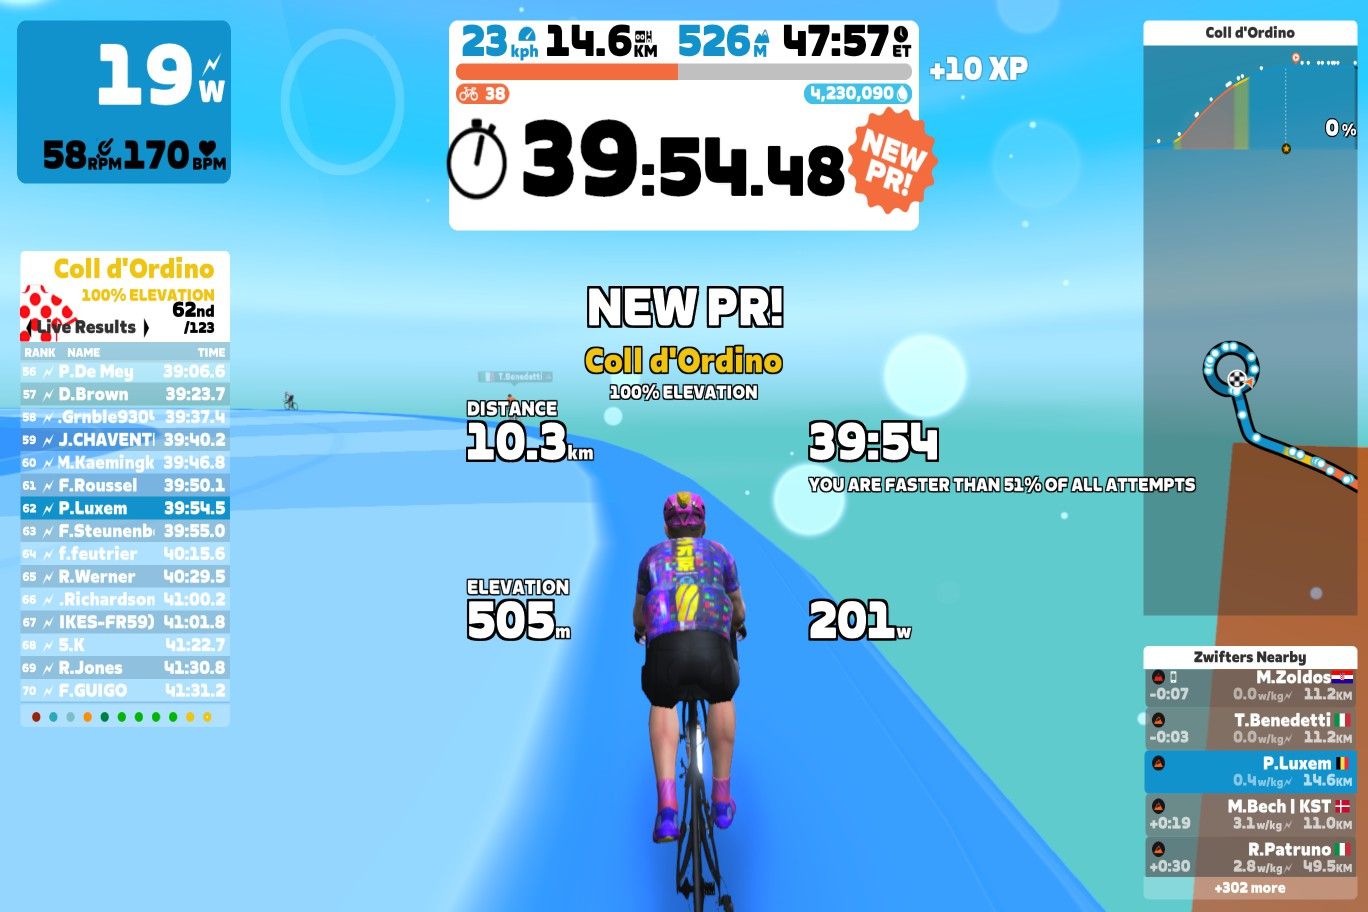 19 W
58 RPM 170 BPM
23 kph 14.6 KM 526 M 47:57 ET
38 4,230,090
+10 XP
39:54.48
NEW PR!
Coll d'Ordino
0 %
Coll d'Ordino
100% ELEVATION
62nd
Live Results /123
RANK NAME TIME
56 P.De Mey 39:06.6
57 D.Brown 39:23.7
58 .Grnble930 39:37.4
59 J.CHAVENT 39:40.2
60 M.Kaemingk 39:46.8
61 F.Roussel 39:50.1
62 P.Luxem 39:54.5
63 F.Steunenb 39:55.0
64 f.feutrier 40:15.6
65 R.Werner 40:29.5
66 .Richardson 41:00.2
67 IKES-FR59) 41:01.8
68 S.K 41:22.7
69 R.Jones 41:30.8
70 F.GUIGO 41:31.2
NEW PR!
Coll d'Ordino
100% ELEVATION
T.Benedetti
DISTANCE
10.3km
39:54
YOU ARE FASTER THAN 51% OF ALL ATTEMPTS
ELEVATION
505m
201w
Zwifters Nearby
M.Zoldos
-0:07 0.0w/kg 11.2KM
T.Benedetti
-0:03 0.0w/kg 11.2KM
P.Luxem
0.4w/kg 14.6KM
M.Bech | KST
+0:19 3.1w/kg 11.0KM
R.Patruno
+0:30 2.8w/kg 49.5KM
+302 more